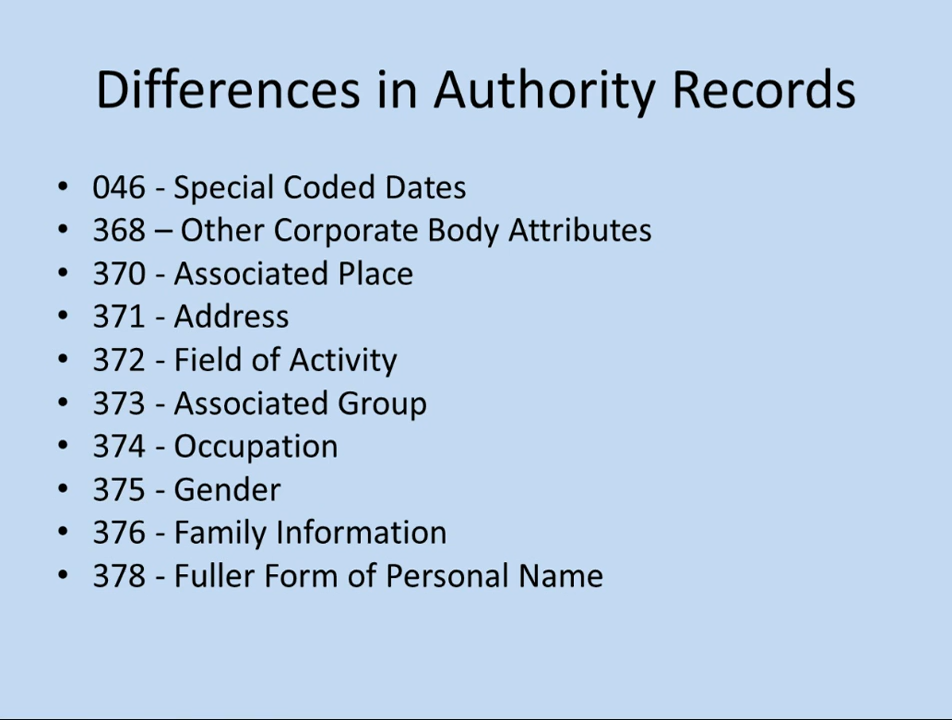 Differences in Authority Records
• 046 - Special Coded Dates
• 368 – Other Corporate Body Attributes
• 370 - Associated Place
• 371 - Address
• 372 - Field of Activity
• 373 - Associated Group
• 374 - Occupation
• 375 - Gender
• 376 - Family Information
• 378 - Fuller Form of Personal Name